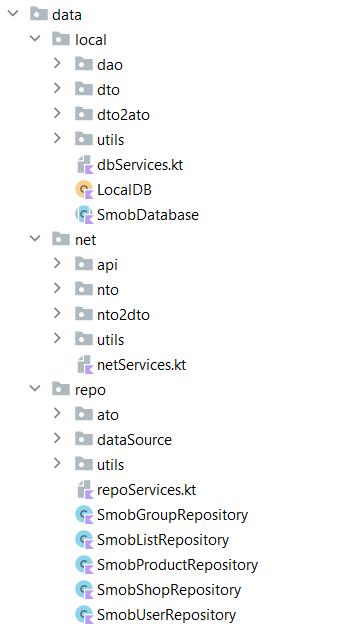 data
local
dao
dto
dto2ato
utils
dbServices.kt
LocalDB
SmobDatabase
net
api
nto
nto2dto
utils
netServices.kt
repo
ato
dataSource
utils
repoServices.kt
SmobGroupRepository
SmobListRepository
SmobProductRepository
SmobShopRepository
SmobUserRepository